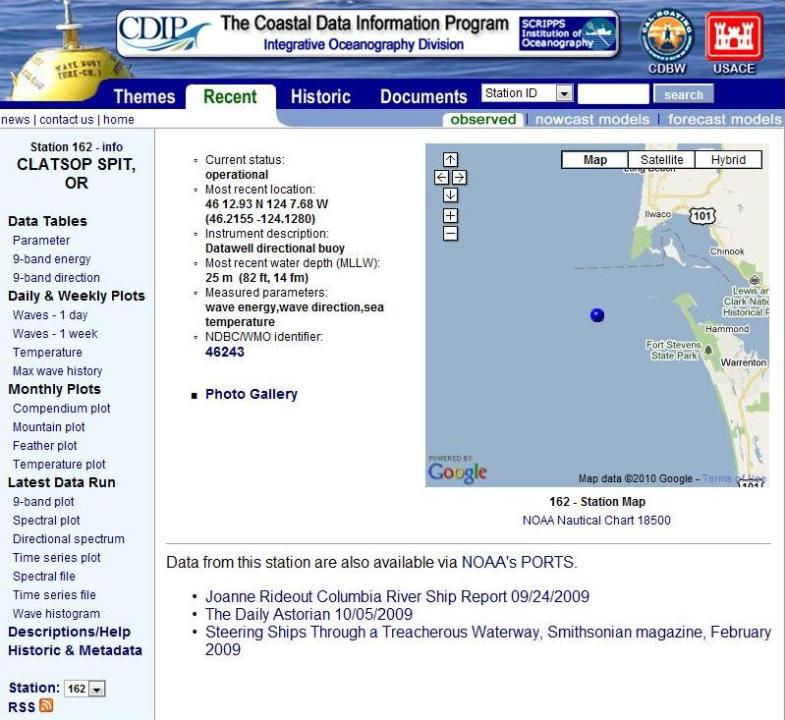 CDIP
The Coastal Data Information Program
Integrative Oceanography Division
SCRIPPS
Institution of
Oceanography
CAL BOATING
CDBW
USACE
Themes
Recent
Historic
Documents
Station ID
search
news | contact us | home
observed | nowcast models | forecast models
Station 162 - info
CLATSOP SPIT,
OR
Data Tables
Parameter
9-band energy
9-band direction
Daily & Weekly Plots
Waves - 1 day
Waves - 1 week
Temperature
Max wave history
Monthly Plots
Compendium plot
Mountain plot
Feather plot
Temperature plot
Latest Data Run
9-band plot
Spectral plot
Directional spectrum
Time series plot
Spectral file
Time series file
Wave histogram
Descriptions/Help
Historic & Metadata
Station: 162
RSS
Current status:
operational
Most recent location:
46 12.93 N 124 7.68 W
(46.2155 -124.1280)
Instrument description:
Datawell directional buoy
Most recent water depth (MLLW):
25 m (82 ft, 14 fm)
Measured parameters:
wave energy,wave direction,sea
temperature
NDBC/WMO identifier:
46243
Photo Gallery
Map
Satellite
Hybrid
Long Beach
Ilwaco
101
Chinook
Lewis an
Clark Natio
Historical P
Hammond
Fort Stevens
State Park
Warrenton
POWERED BY
Google
Map data ©2010 Google - Terms of Use
101
162 - Station Map
NOAA Nautical Chart 18500
Data from this station are also available via NOAA's PORTS.
Joanne Rideout Columbia River Ship Report 09/24/2009
The Daily Astorian 10/05/2009
Steering Ships Through a Treacherous Waterway, Smithsonian magazine, February
2009